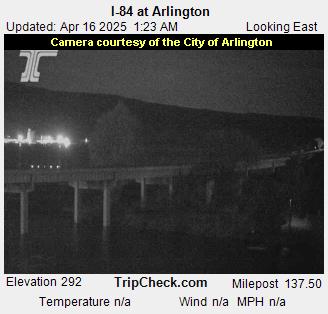 I-84 at Arlington
Updated: Apr 16 2025 1:23 AM Looking East
Camera courtesy of the City of Arlington
Elevation 292 TripCheck.com Milepost 137.50
Temperature n/a Wind n/a MPH n/a